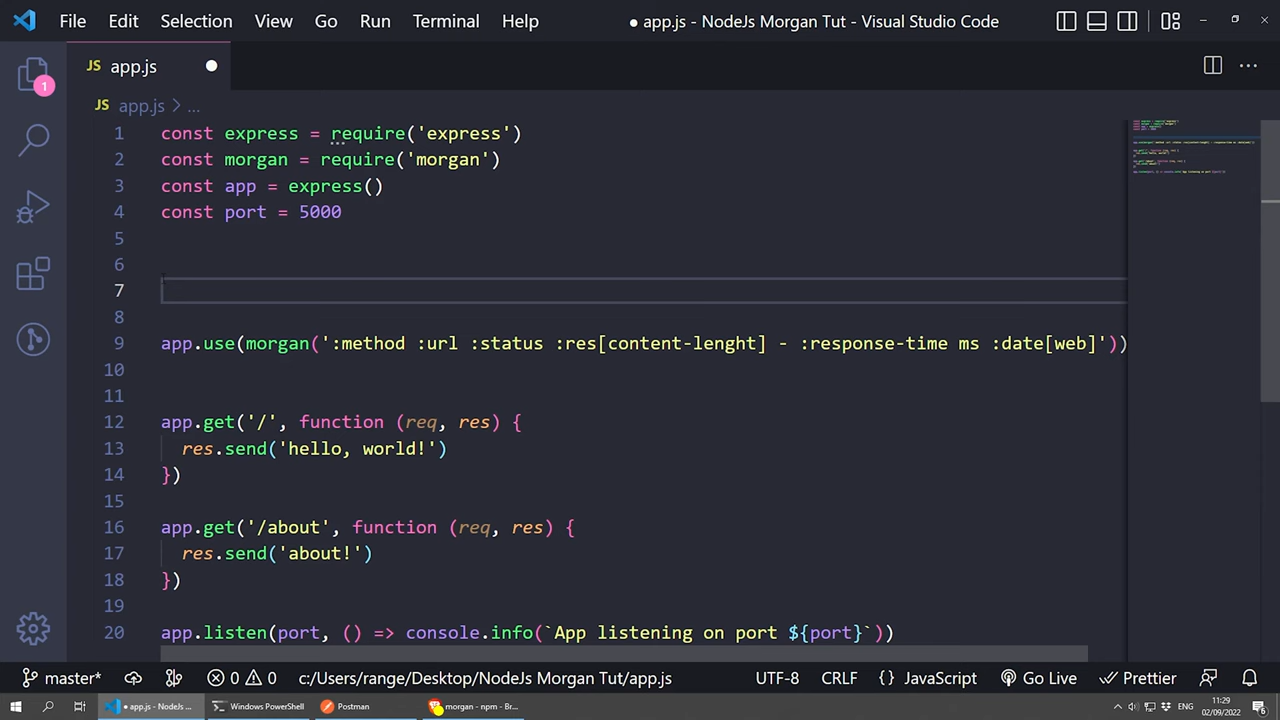 File Edit Selection View Go Run Terminal Help ● app.js - NodeJs Morgan Tut - Visual Studio Code
JS app.js
1
JS app.js > ...
1 const express = require('express')
2 const morgan = require('morgan')
3 const app = express()
4 const port = 5000
5
6
7
8
9 app.use(morgan(':method :url :status :res[content-lenght] - :response-time ms :date[web]'))
10
11
12 app.get('/', function (req, res) {
13 res.send('hello, world!')
14 })
15
16 app.get('/about', function (req, res) {
17 res.send('about!')
18 })
19
20 app.listen(port, () => console.info(`App listening on port ${port}`))
master* 0 0 c:/Users/range/Desktop/NodeJs Morgan Tut/app.js UTF-8 CRLF {} JavaScript Go Live Prettier
● app.js - NodeJs ... Windows PowerShell Postman morgan - npm - Br... ENG 11:29
02/09/2022 6